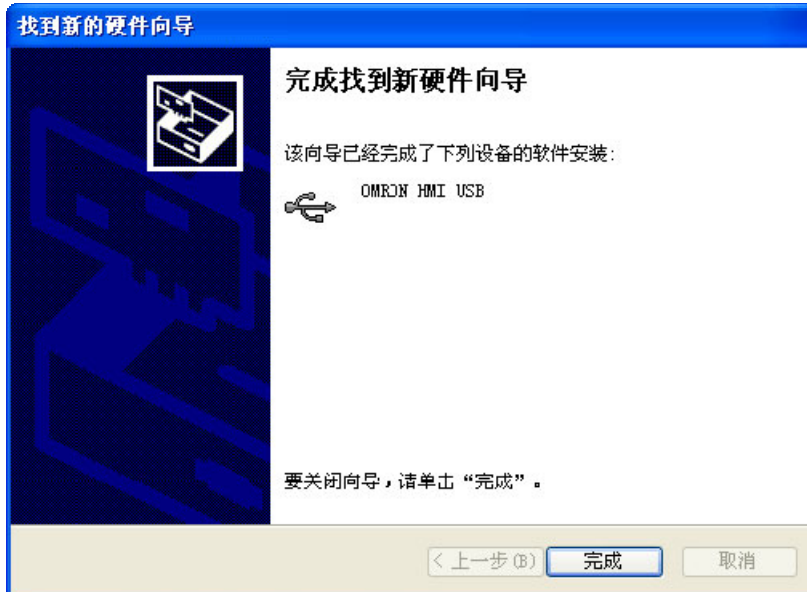 找到新的硬件向导
完成找到新硬件向导
该向导已经完成了下列设备的软件安装:
OMRON HMI USB
要关闭向导，请单击“完成”。
< 上一步(B)
完成
取消